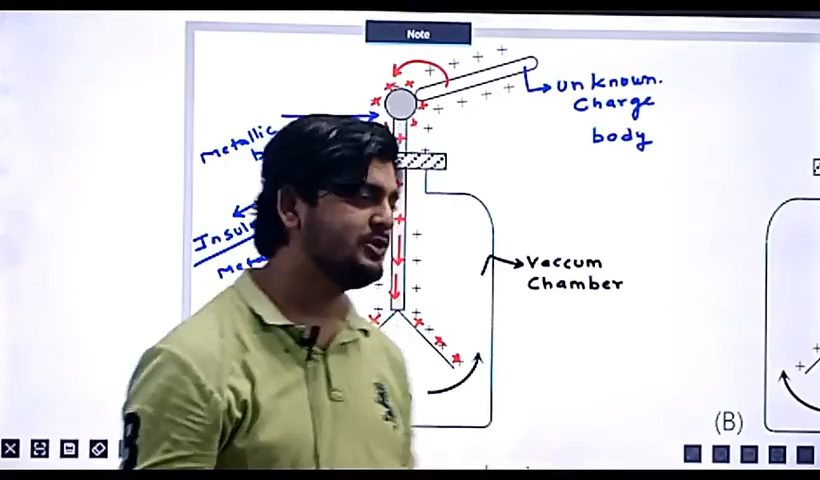 Note
unknown.
Charge
body
Metallic
Vaccum
Chamber
(B)